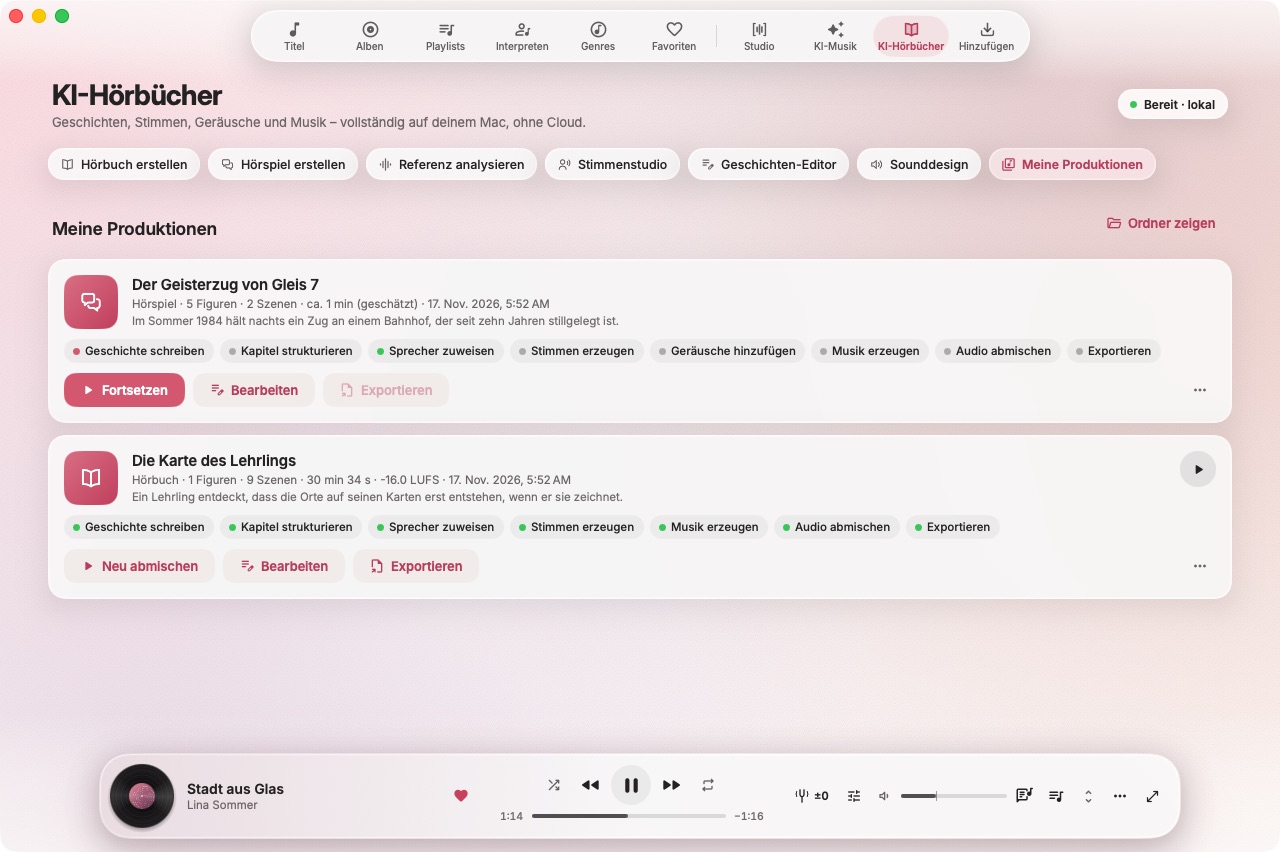 Titel
Alben
Playlists
Interpreten
Genres
Favoriten
Studio
KI-Musik
KI-Hörbücher
Hinzufügen
KI-Hörbücher
Geschichten, Stimmen, Geräusche und Musik – vollständig auf deinem Mac, ohne Cloud.
Bereit · lokal
Hörbuch erstellen
Hörspiel erstellen
Referenz analysieren
Stimmenstudio
Geschichten-Editor
Sounddesign
Meine Produktionen
Meine Produktionen
Ordner zeigen
Der Geisterzug von Gleis 7
Hörspiel · 5 Figuren · 2 Szenen · ca. 1 min (geschätzt) · 17. Nov. 2026, 5:52 AM
Im Sommer 1984 hält nachts ein Zug an einem Bahnhof, der seit zehn Jahren stillgelegt ist.
Geschichte schreiben
Kapitel strukturieren
Sprecher zuweisen
Stimmen erzeugen
Geräusche hinzufügen
Musik erzeugen
Audio abmischen
Exportieren
Fortsetzen
Bearbeiten
Exportieren
Die Karte des Lehrlings
Hörbuch · 1 Figuren · 9 Szenen · 30 min 34 s · -16.0 LUFS · 17. Nov. 2026, 5:52 AM
Ein Lehrling entdeckt, dass die Orte auf seinen Karten erst entstehen, wenn er sie zeichnet.
Geschichte schreiben
Kapitel strukturieren
Sprecher zuweisen
Stimmen erzeugen
Musik erzeugen
Audio abmischen
Exportieren
Neu abmischen
Bearbeiten
Exportieren
Stadt aus Glas
Lina Sommer
1:14
−1:16
±0